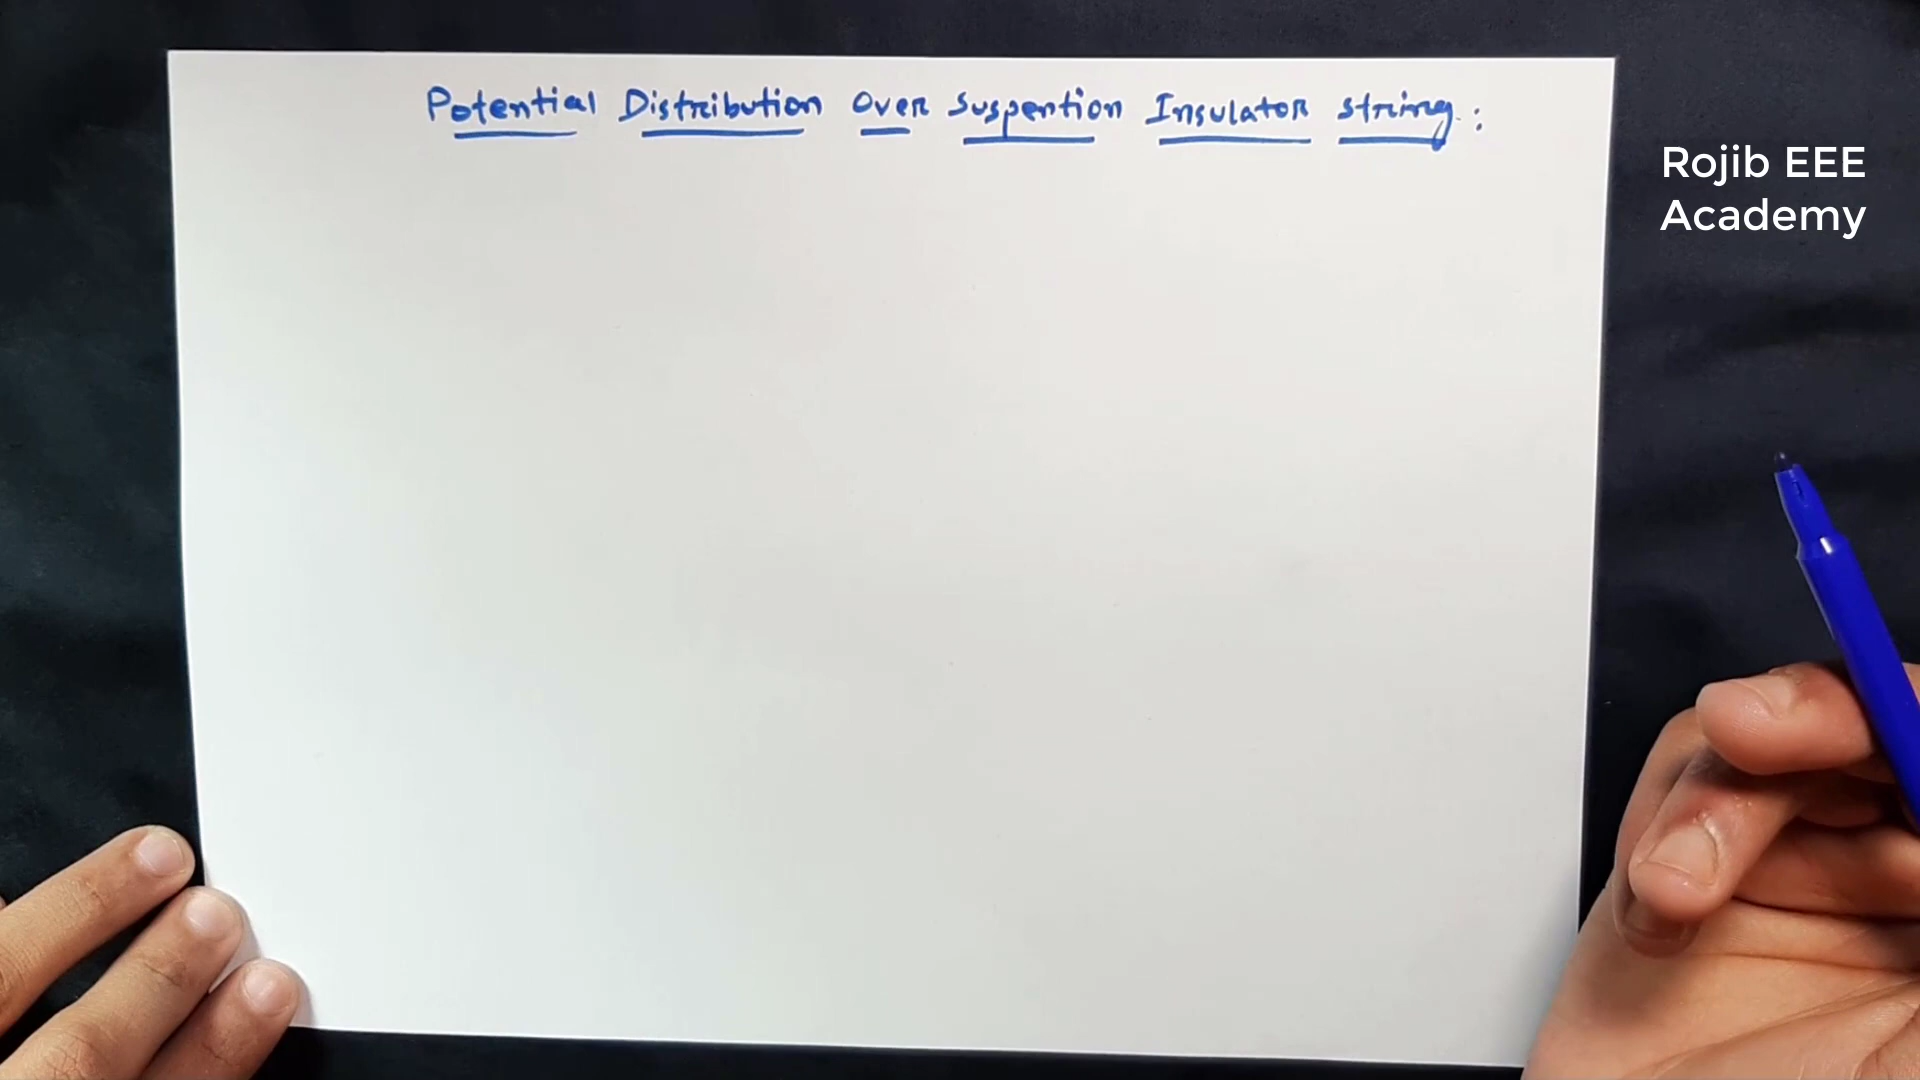 Potential Distribution Over Suspention Insulator string:
Rojib EEE
Academy